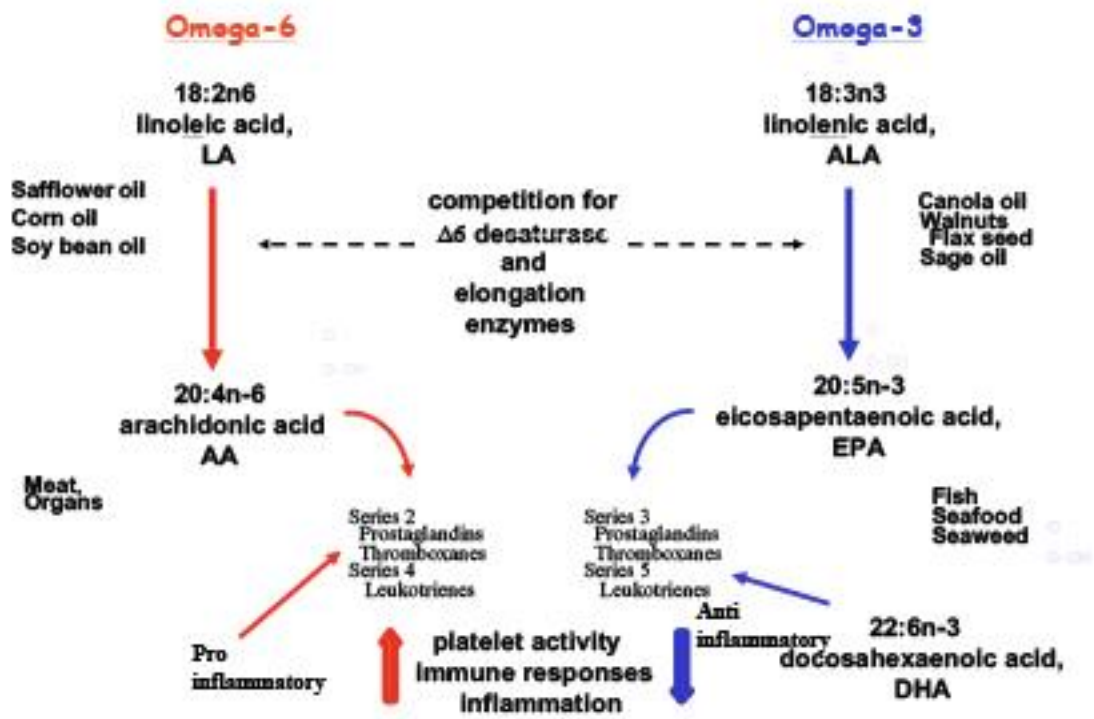 Omega-6
Omega-3
18:2n6
linoleic acid,
LA
18:3n3
linolenic acid,
ALA
Safflower oil
Corn oil
Soy bean oil
competition for
Δ6 desaturase
and
elongation
enzymes
Canola oil
Walnuts
Flax seed
Sage oil
20:4n-6
arachidonic acid
AA
20:5n-3
eicosapentaenoic acid,
EPA
Meat,
Organs
Fish
Seafood
Seaweed
Series 2
Prostaglandins
Thromboxanes
Series 4
Leukotrienes
Series 3
Prostaglandins
Thromboxanes
Series 5
Leukotrienes
Pro
inflammatory
platelet activity
immune responses
inflammation
Anti
inflammatory
22:6n-3
docosahexaenoic acid,
DHA